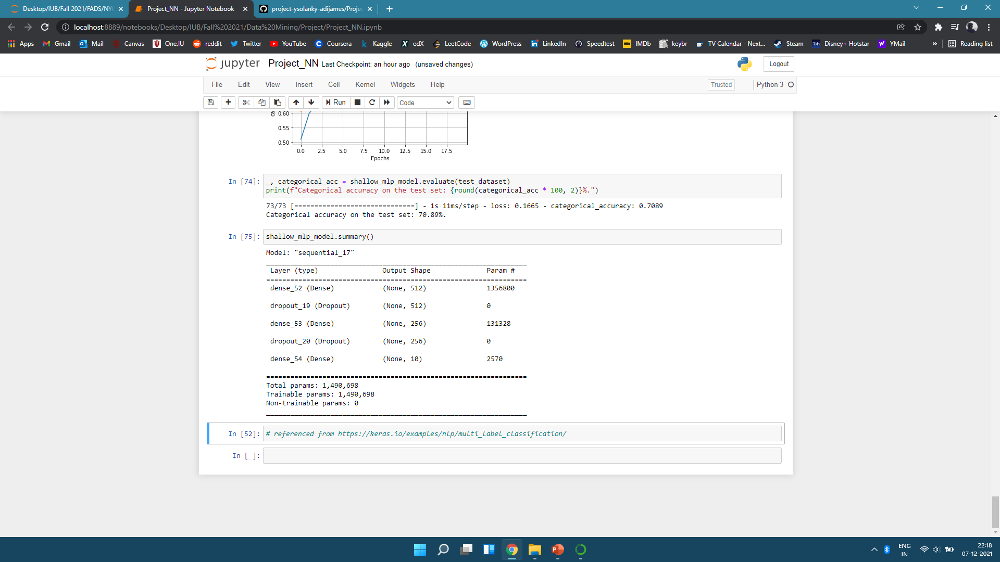 Desktop/IUB/Fall 2021/FADS/NYC
Project_NN - Jupyter Notebook
project-ysolanky-adijames/Proje
localhost:8889/notebooks/Desktop/IUB/Fall%202021/Data%20Mining/Project/Project_NN.ipynb
Apps Gmail Mail Canvas One.IU reddit Twitter YouTube Coursera Kaggle edX LeetCode WordPress LinkedIn Speedtest IMDb keybr TV Calendar - Next... Steam Disney+ Hotstar YMail » Reading list
jupyter Project_NN Last Checkpoint: an hour ago (unsaved changes) Logout
File Edit View Insert Cell Kernel Widgets Help Trusted Python 3
Run Code
0.60
0.55
0.50
0.0 2.5 5.0 7.5 10.0 12.5 15.0 17.5
Epochs
In [74]: _, categorical_acc = shallow_mlp_model.evaluate(test_dataset)
print(f"Categorical accuracy on the test set: {round(categorical_acc * 100, 2)}%.")
73/73 [==============================] - 1s 11ms/step - loss: 0.1665 - categorical_accuracy: 0.7089
Categorical accuracy on the test set: 70.89%.
In [75]: shallow_mlp_model.summary()
Model: "sequential_17"
_________________________________________________________________
Layer (type) Output Shape Param #
=================================================================
dense_52 (Dense) (None, 512) 1356800
dropout_19 (Dropout) (None, 512) 0
dense_53 (Dense) (None, 256) 131328
dropout_20 (Dropout) (None, 256) 0
dense_54 (Dense) (None, 10) 2570
=================================================================
Total params: 1,490,698
Trainable params: 1,490,698
Non-trainable params: 0
_________________________________________________________________
In [52]: # referenced from https://keras.io/examples/nlp/multi_label_classification/
In [ ]:
ENG
IN
22:18
07-12-2021